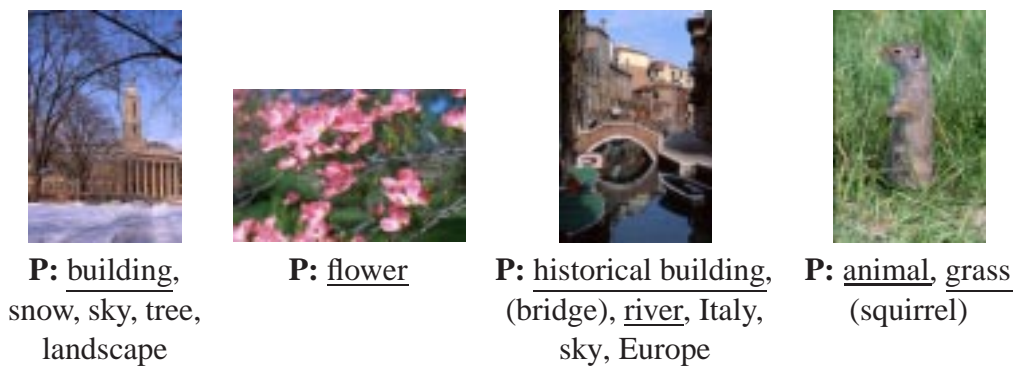 P: building,
snow, sky, tree,
landscape
P: flower
P: historical building,
(bridge), river, Italy,
sky, Europe
P: animal, grass
(squirrel)